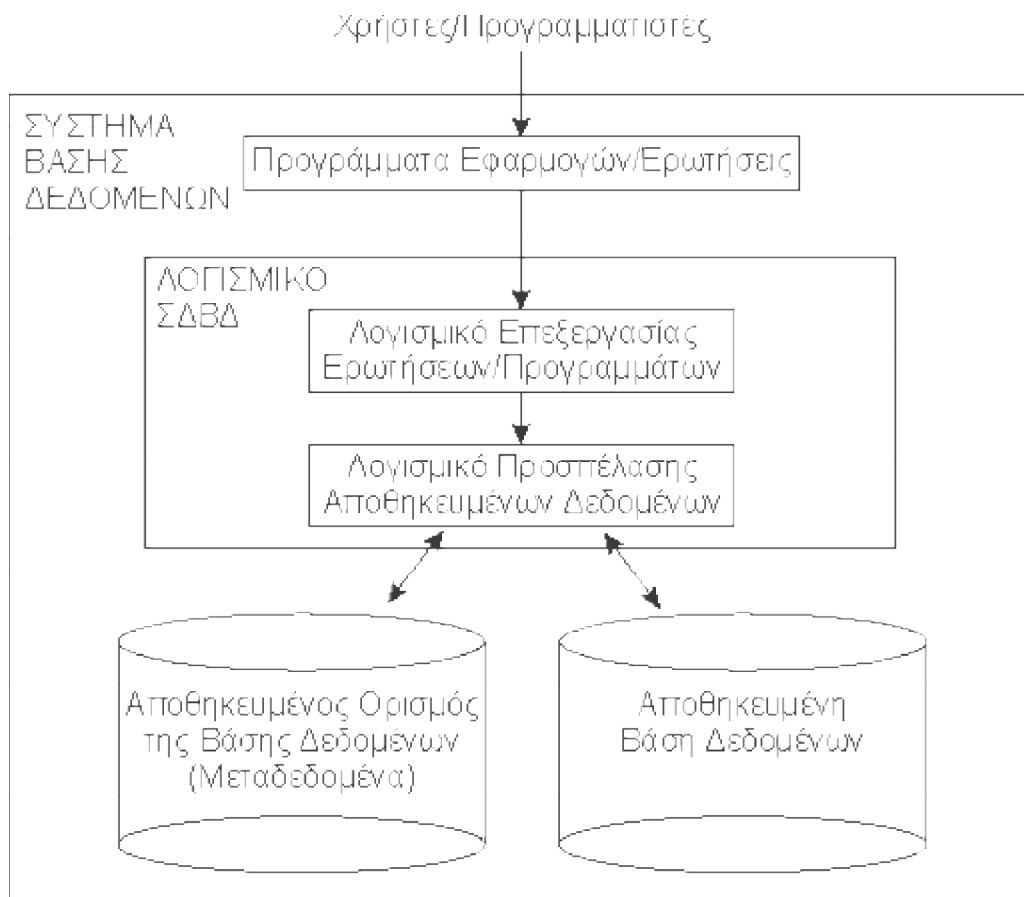 Χρήστες/Προγραμματιστές
ΣΥΣΤΗΜΑ
ΒΑΣΗΣ
ΔΕΔΟΜΕΝΩΝ
Προγράμματα Εφαρμογών/Ερωτήσεις
ΛΟΓΙΣΜΙΚΟ
ΣΔΒΔ
Λογισμικό Επεξεργασίας
Ερωτήσεων/Προγραμμάτων
Λογισμικό Προσπέλασης
Αποθηκευμένων Δεδομένων
Αποθηκευμένος Ορισμός
της Βάσης Δεδομένων
(Μεταδεδομένα)
Αποθηκευμένη
Βάση Δεδομένων